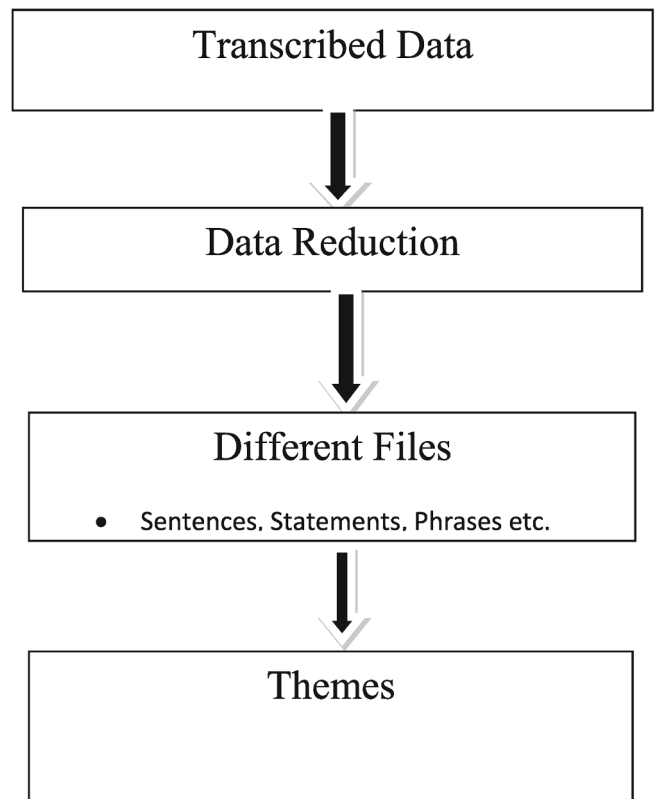 Transcribed Data
Data Reduction
Different Files
• Sentences, Statements, Phrases etc.
Themes